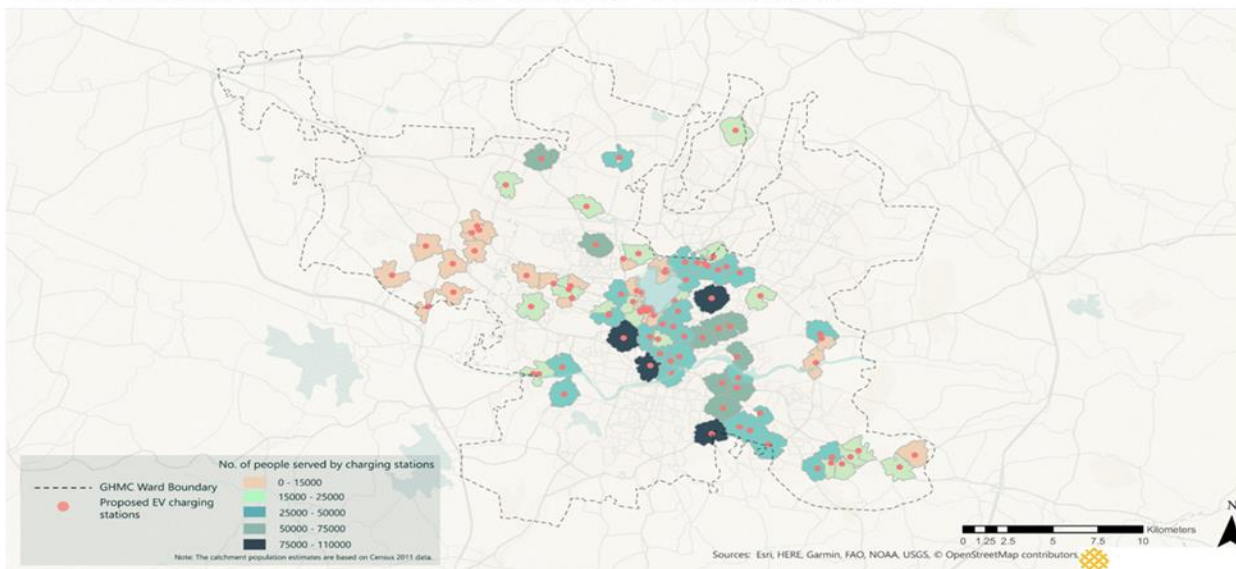 No. of people served by charging stations
GHMC Ward Boundary
Proposed EV charging
stations
0 - 15000
15000 - 25000
25000 - 50000
50000 - 75000
75000 - 110000
Note: The catchment population estimates are based on Census 2011 data.
N
Kilometers
0 1.25 2.5 5 7.5 10
Sources: Esri, HERE, Garmin, FAO, NOAA, USGS, © OpenStreetMap contributors